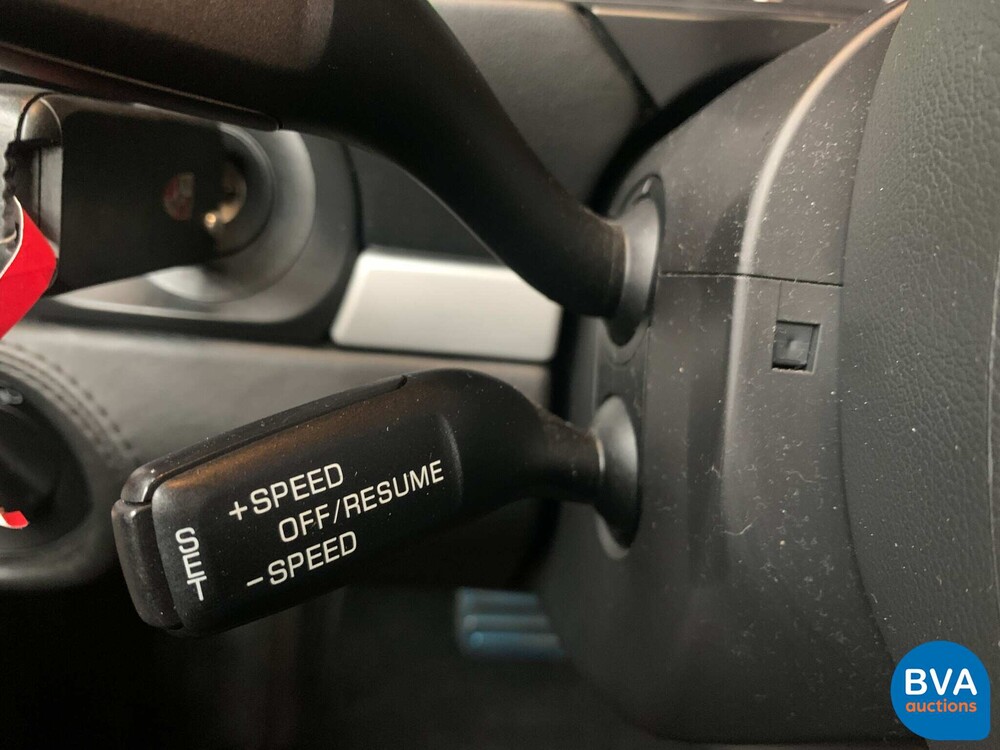 +SPEED
OFF/RESUME
-SPEED
SET
BVA
auctions